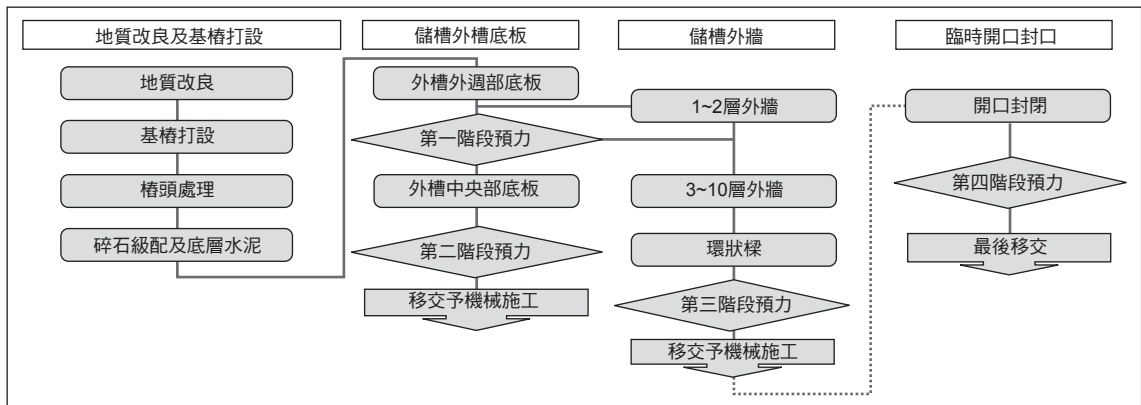 地質改良及基樁打設
地質改良
基樁打設
樁頭處理
碎石級配及底層水泥
儲槽外槽底板
外槽外週部底板
第一階段預力
外槽中央部底板
第二階段預力
移交予機械施工
儲槽外牆
1~2層外牆
3~10層外牆
環狀樑
第三階段預力
移交予機械施工
臨時開口封口
開口封閉
第四階段預力
最後移交